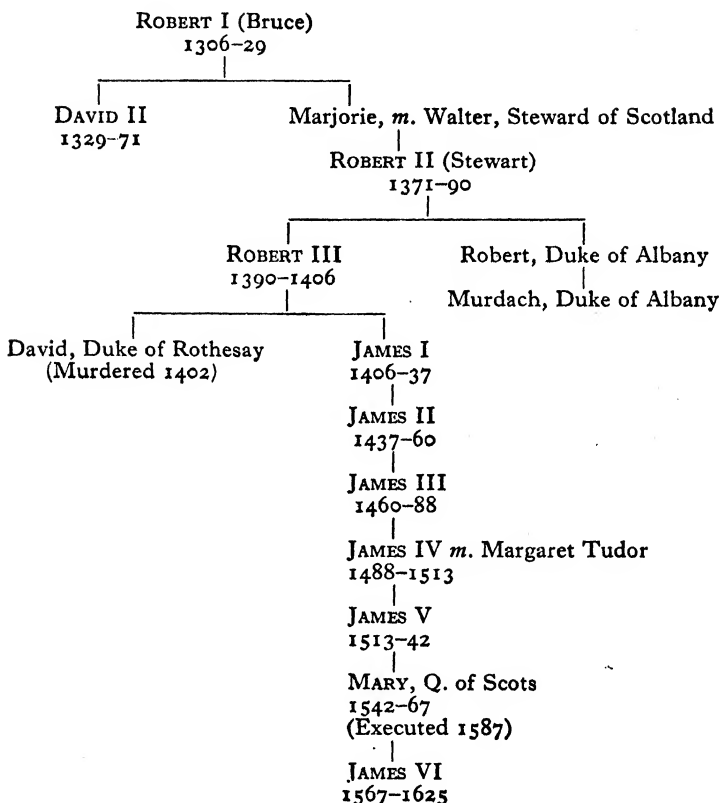 ROBERT I (Bruce)
1306–29
DAVID II
1329–71
Marjorie, m. Walter, Steward of Scotland
ROBERT II (Stewart)
1371–90
ROBERT III
1390–1406
Robert, Duke of Albany
Murdach, Duke of Albany
David, Duke of Rothesay
(Murdered 1402)
JAMES I
1406–37
JAMES II
1437–60
JAMES III
1460–88
JAMES IV m. Margaret Tudor
1488–1513
JAMES V
1513–42
MARY, Q. of Scots
1542–67
(Executed 1587)
JAMES VI
1567–1625